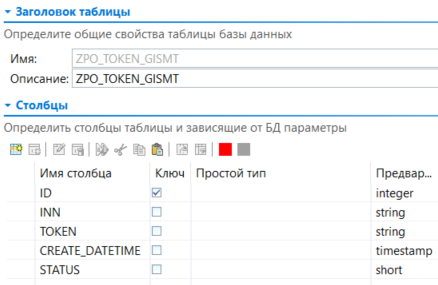 Заголовок таблицы
Определите общие свойства таблицы базы данных
Имя: ZPO_TOKEN_GISMT
Описание: ZPO_TOKEN_GISMT
Столбцы
Определить столбцы таблицы и зависящие от БД параметры
Имя столбца Ключ Простой тип Предвар...
ID integer
INN string
TOKEN string
CREATE_DATETIME timestamp
STATUS short